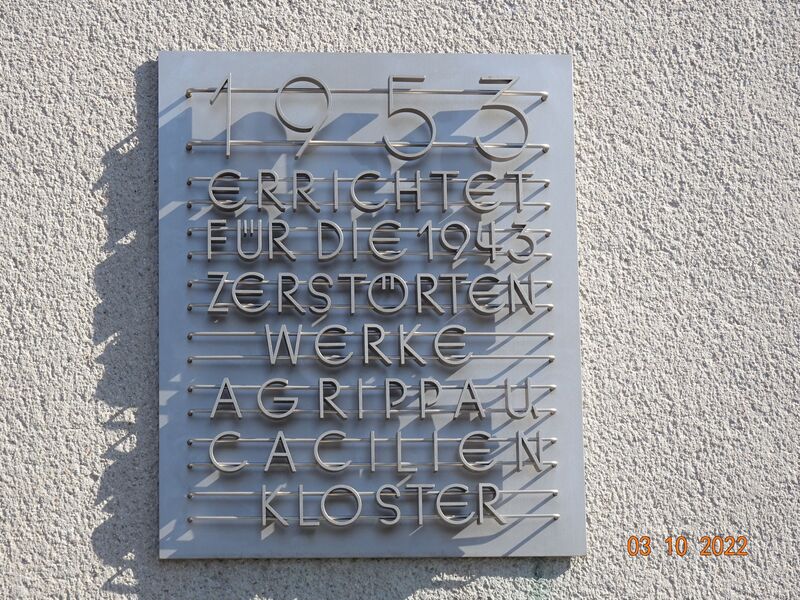 1953
ERRICHTET
FÜR DIE 1943
ZERSTÖRTEN
WERKE
AGRIPPA U.
CACILIEN
KLOSTER
03 10 2022